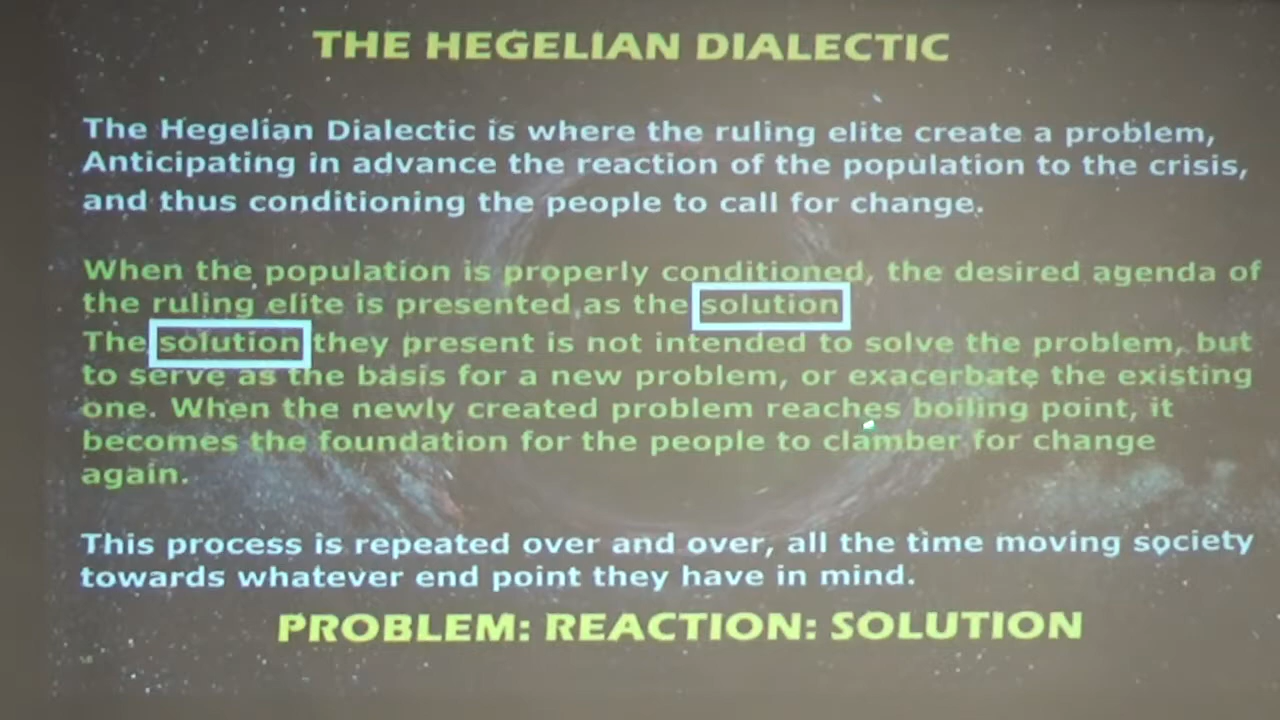 THE HEGELIAN DIALECTIC
The Hegelian Dialectic is where the ruling elite create a problem,
Anticipating in advance the reaction of the population to the crisis,
and thus conditioning the people to call for change.
When the population is properly conditioned, the desired agenda of
the ruling elite is presented as the solution
The solution they present is not intended to solve the problem, but
to serve as the basis for a new problem, or exacerbate the existing
one. When the newly created problem reaches boiling point, it
becomes the foundation for the people to clamber for change
again.
This process is repeated over and over, all the time moving society
towards whatever end point they have in mind.
PROBLEM: REACTION: SOLUTION